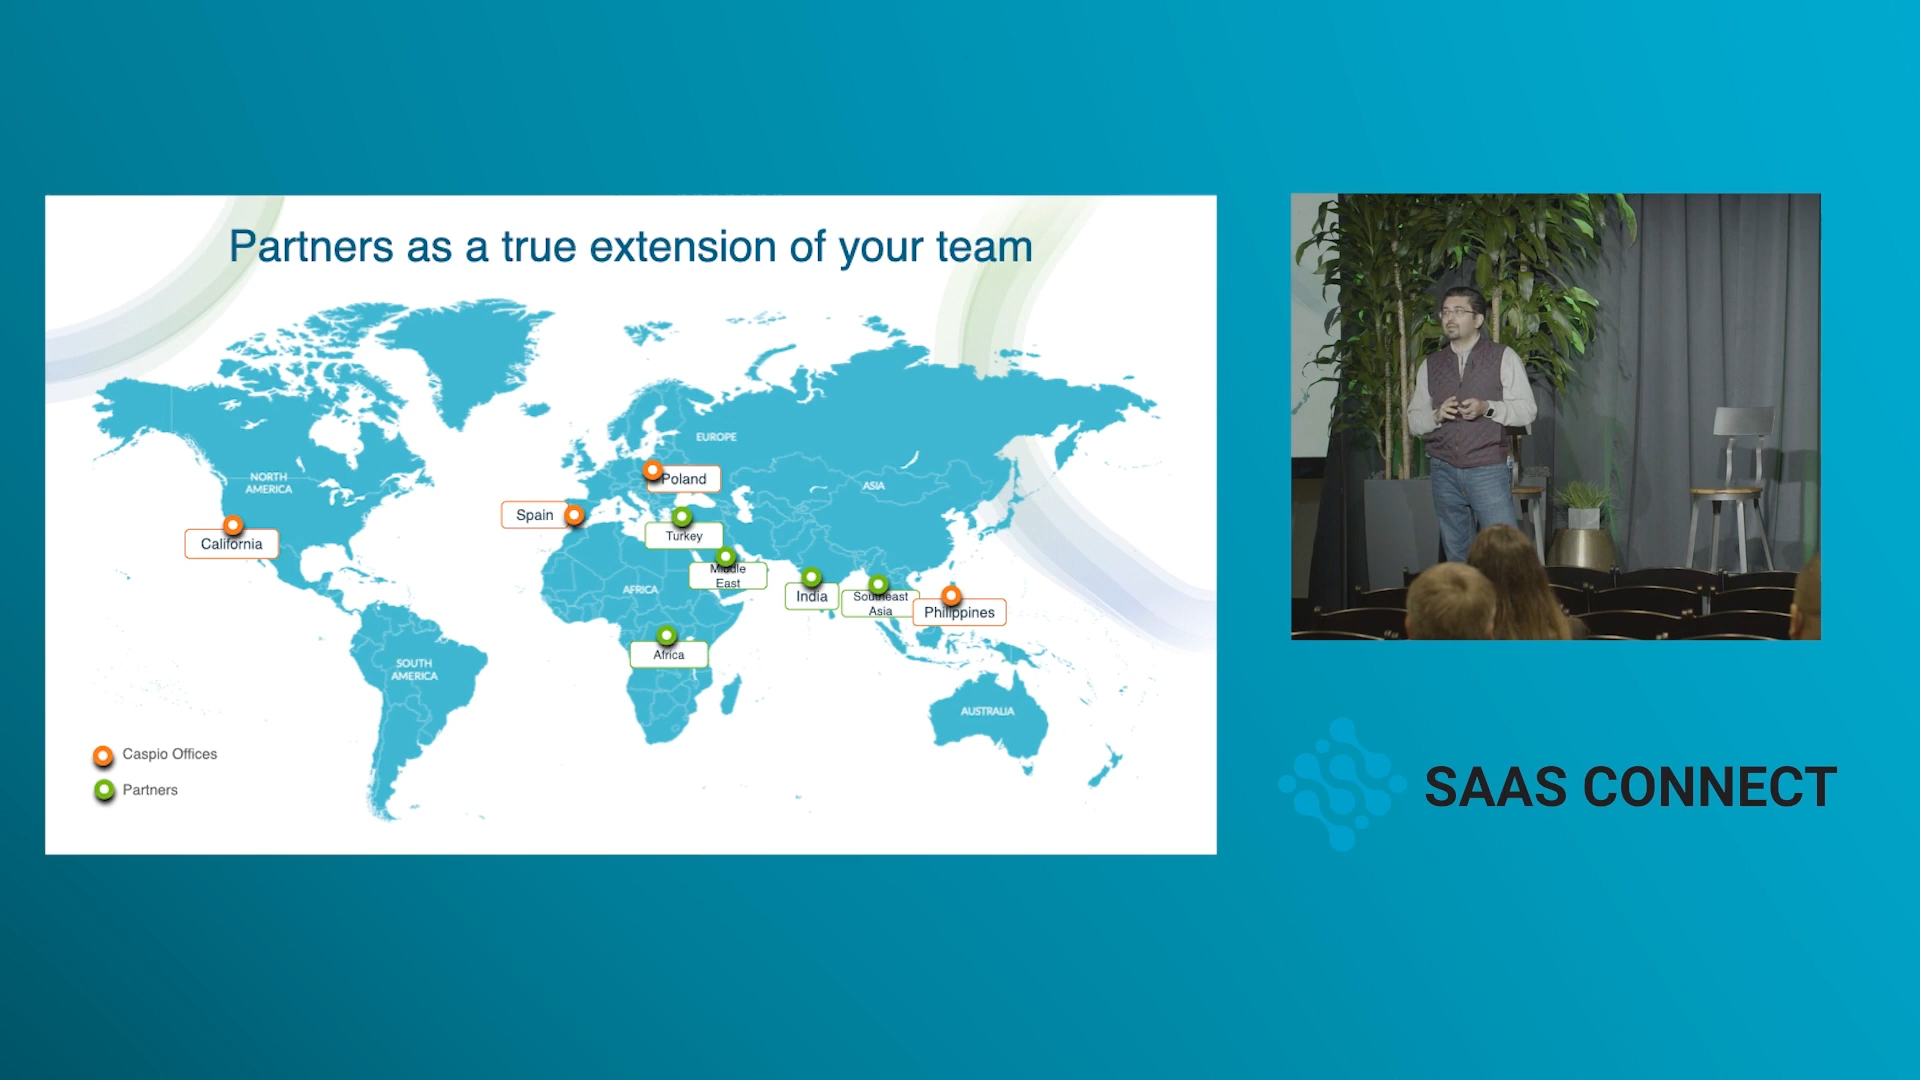 Partners as a true extension of your team
EUROPE
NORTH
AMERICA
Poland
ASIA
Spain
California
Turkey
Middle
East
AFRICA
India
Southeast
Asia
Philippines
Africa
SOUTH
AMERICA
AUSTRALIA
Caspio Offices
Partners
SAAS CONNECT